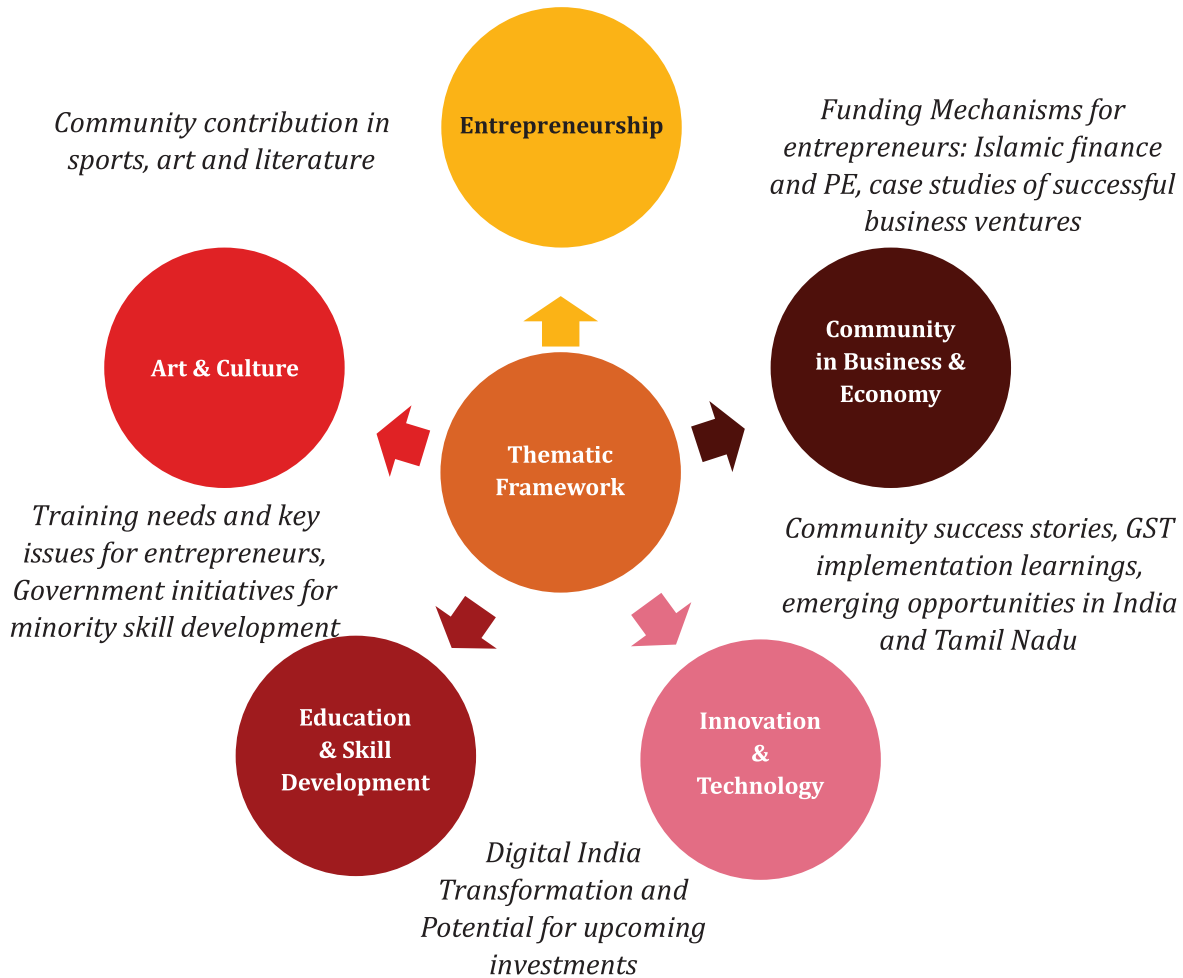 Entrepreneurship
Community contribution in
sports, art and literature
Funding Mechanisms for
entrepreneurs: Islamic finance
and PE, case studies of successful
business ventures
Art & Culture
Community
in Business &
Economy
Thematic
Framework
Training needs and key
issues for entrepreneurs,
Government initiatives for
minority skill development
Community success stories, GST
implementation learnings,
emerging opportunities in India
and Tamil Nadu
Education
& Skill
Development
Innovation
&
Technology
Digital India
Transformation and
Potential for upcoming
investments